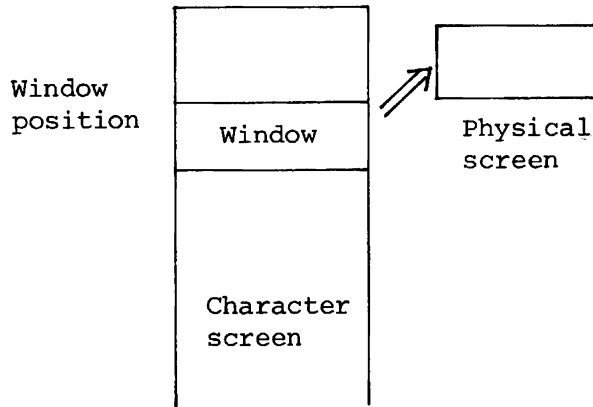 Window
position
Window
Physical
screen
Character
screen